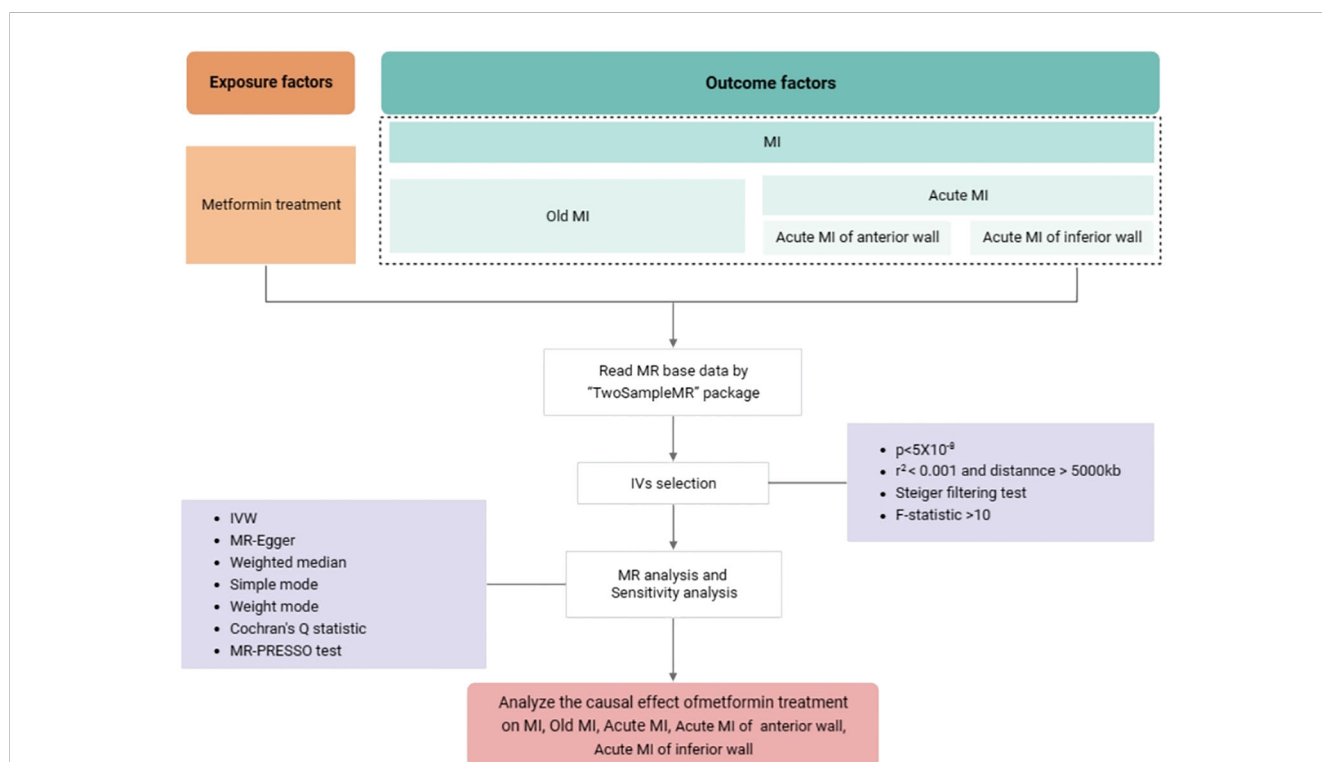 Exposure factors
Outcome factors
MI
Metformin treatment
Old MI
Acute MI
Acute MI of anterior wall
Acute MI of inferior wall
Read MR base data by
"TwoSampleMR" package
IVs selection
• p<5X10⁻⁸
• r²< 0.001 and distannce > 5000kb
• Steiger filtering test
• F-statistic >10
• IVW
• MR-Egger
• Weighted median
• Simple mode
• Weight mode
• Cochran's Q statistic
• MR-PRESSO test
MR analysis and
Sensitivity analysis
Analyze the causal effect ofmetformin treatment
on MI, Old MI, Acute MI, Acute MI of anterior wall,
Acute MI of inferior wall